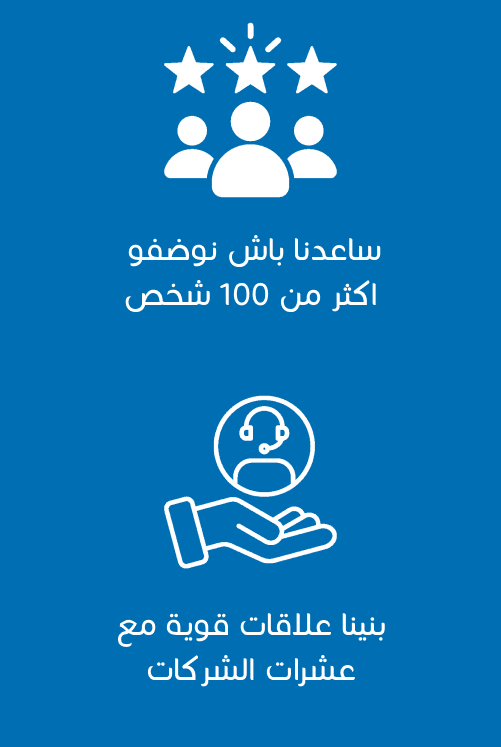 ساعدنا باش نوضفو
اكثر من 100 شخص
بنينا علاقات قوية مع
عشرات الشركات